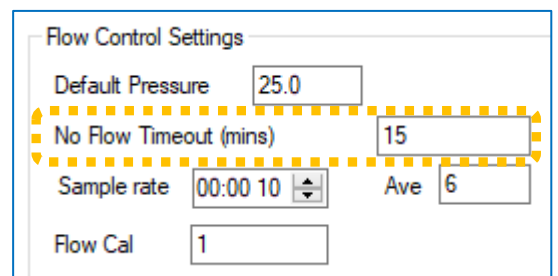 Flow Control Settings
Default Pressure 25.0
No Flow Timeout (mins) 15
Sample rate 00:00 10 Ave 6
Flow Cal 1